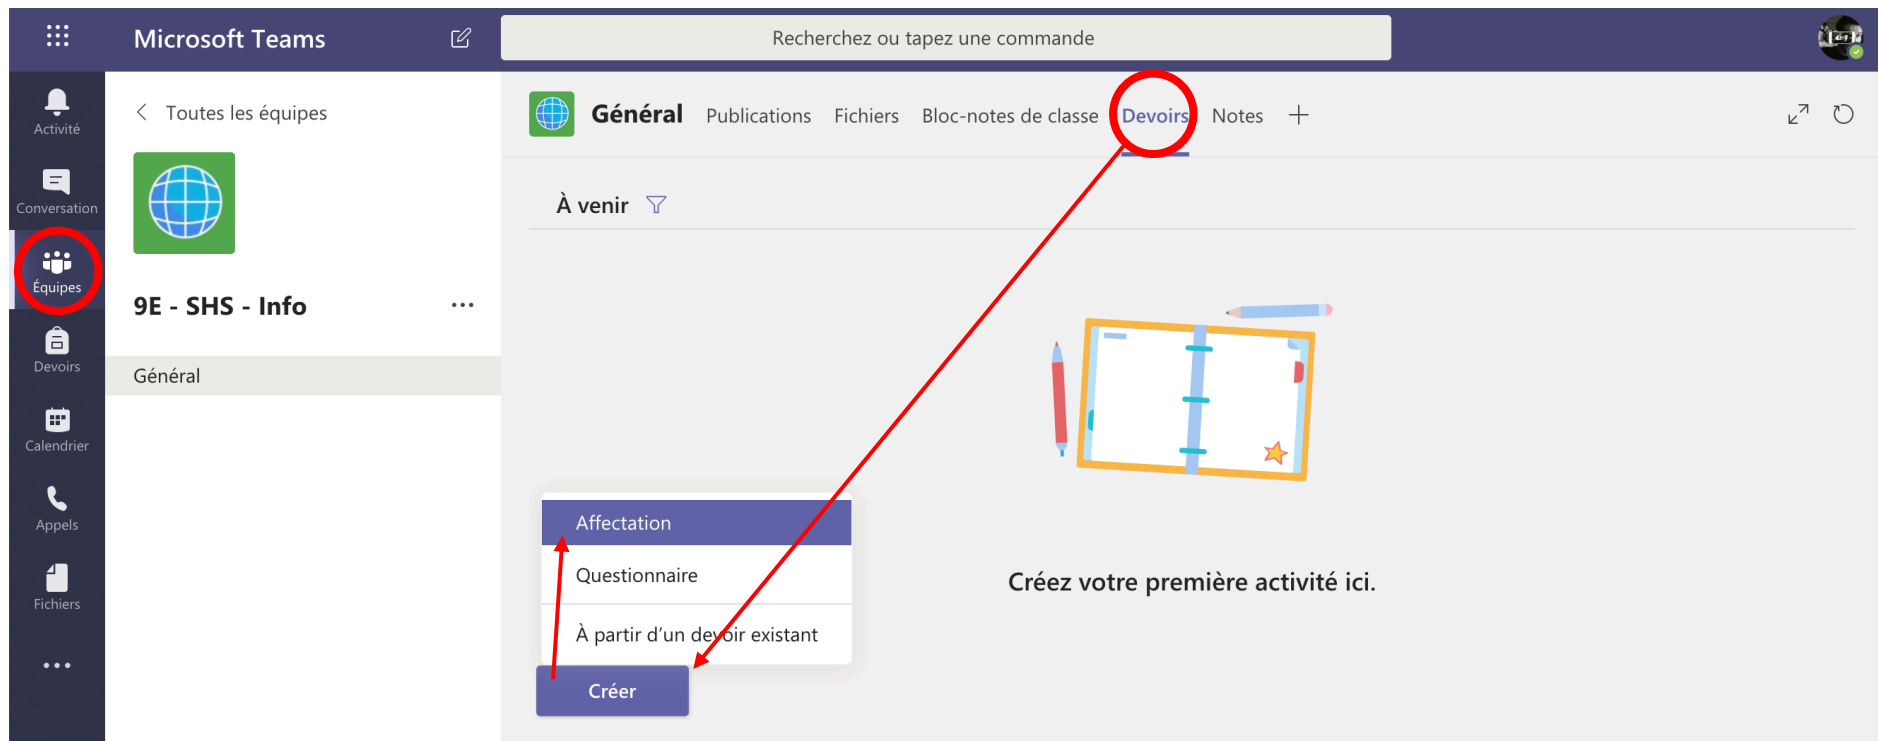 Microsoft Teams
Recherchez ou tapez une commande
Activité
Conversation
Équipes
Devoirs
Calendrier
Appels
Fichiers
Toutes les équipes
9E - SHS - Info
Général
Général Publications Fichiers Bloc-notes de classe Devoirs Notes
À venir
Affectation
Questionnaire
À partir d’un devoir existant
Créer
Créez votre première activité ici.